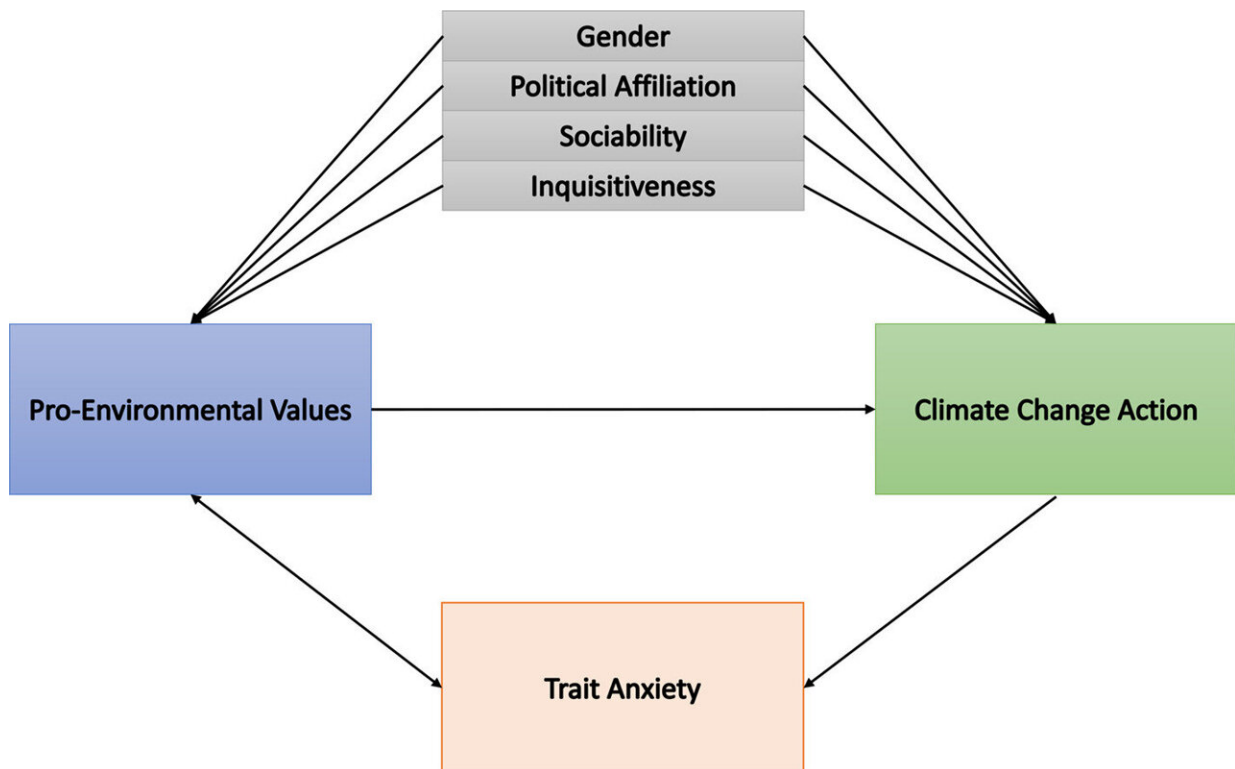 Gender
Political Affiliation
Sociability
Inquisitiveness
Pro-Environmental Values
Climate Change Action
Trait Anxiety